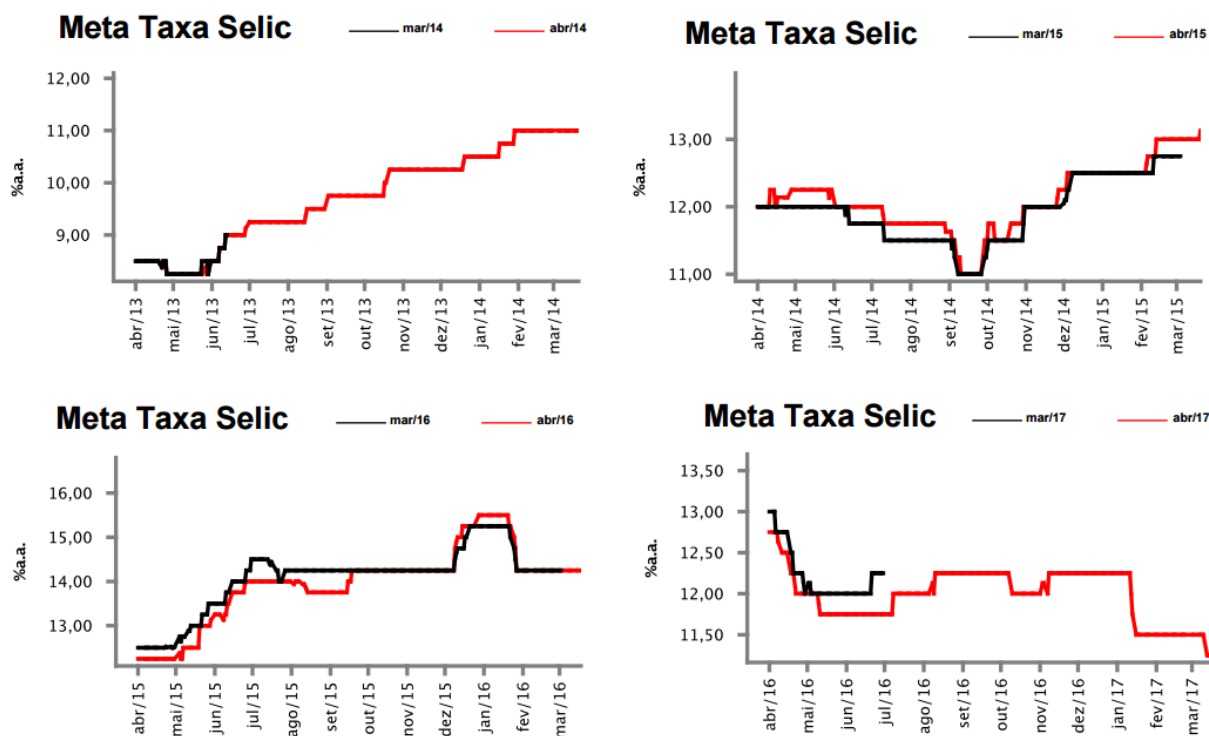 Meta Taxa Selic
mar/14
abr/14
%a.a.
12,00
11,00
10,00
9,00
abr/13
mai/13
jun/13
jul/13
ago/13
set/13
out/13
nov/13
dez/13
jan/14
fev/14
mar/14
Meta Taxa Selic
mar/15
abr/15
%a.a.
13,00
12,00
11,00
abr/14
mai/14
jun/14
jul/14
ago/14
set/14
out/14
nov/14
dez/14
jan/15
fev/15
mar/15
Meta Taxa Selic
mar/16
abr/16
%a.a.
16,00
15,00
14,00
13,00
abr/15
mai/15
jun/15
jul/15
ago/15
set/15
out/15
nov/15
dez/15
jan/16
fev/16
mar/16
Meta Taxa Selic
mar/17
abr/17
%a.a.
13,50
13,00
12,50
12,00
11,50
abr/16
mai/16
jun/16
jul/16
ago/16
set/16
out/16
nov/16
dez/16
jan/17
fev/17
mar/17